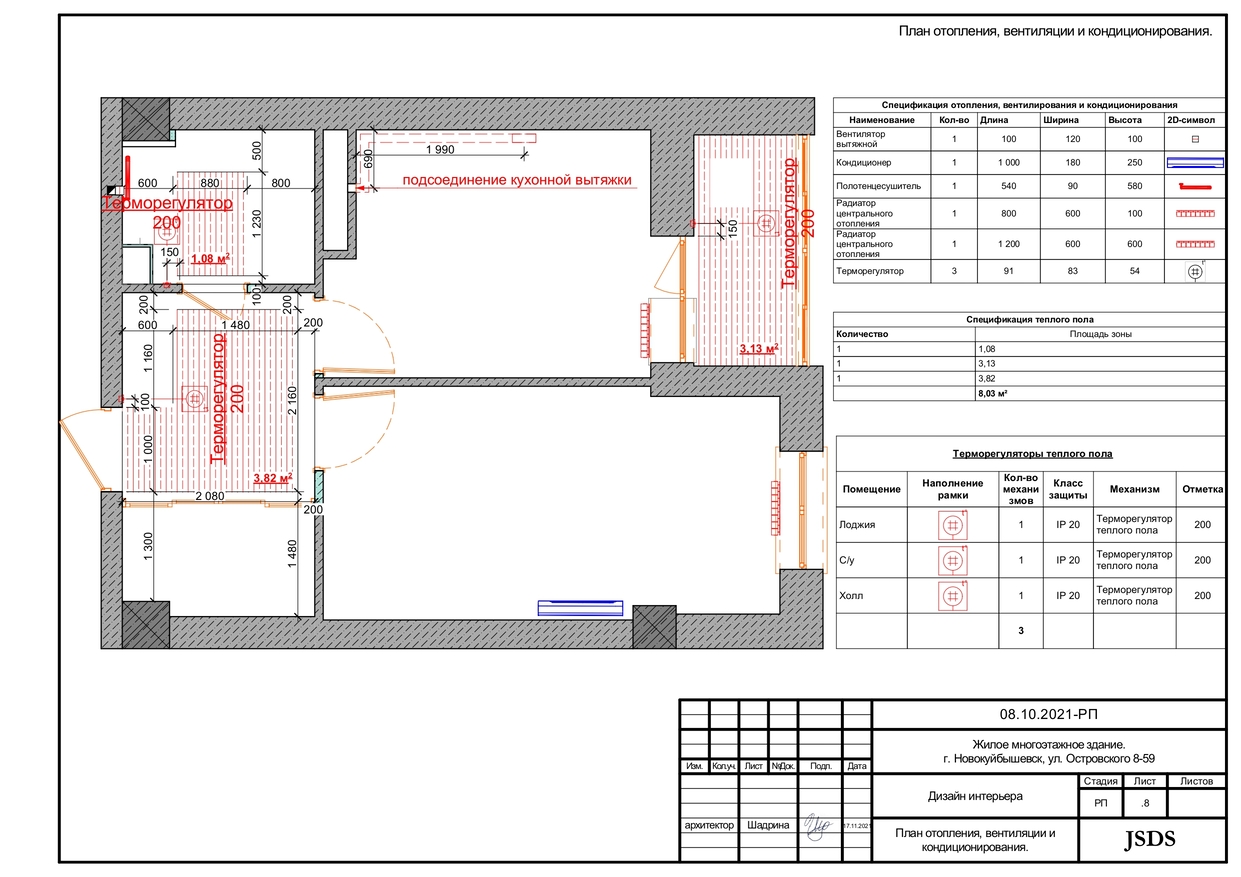 План отопления, вентиляции и кондиционирования.
Спецификация отопления, вентилирования и кондиционирования
Наименование Кол-во Длина Ширина Высота 2D-символ
Вентилятор вытяжной 1 100 120 100
Кондиционер 1 1 000 180 250
Полотенцесушитель 1 540 90 580
Радиатор центрального отопления 1 800 600 100
Радиатор центрального отопления 1 1 200 600 600
Терморегулятор 3 91 83 54
Спецификация теплого пола
Количество Площадь зоны
1 1,08
1 3,13
1 3,82
8,03 м²
Терморегуляторы теплого пола
Помещение Наполнение рамки Кол-во механи змов Класс защиты Механизм Отметка
Лоджия 1 IP 20 Терморегулятор теплого пола 200
С/у 1 IP 20 Терморегулятор теплого пола 200
Холл 1 IP 20 Терморегулятор теплого пола 200
3
500
690
1 990
600 880 800
подсоединение кухонной вытяжки
Терморегулятор
200
1 230
150
1,08 м²
100
200
200
600 1 480 200
1 160
Терморегулятор
200
100
2 160
1 000
3,82 м²
2 080
200
1 300
1 480
Терморегулятор
200
150
3,13 м²
08.10.2021-РП
Жилое многоэтажное здание.
г. Новокуйбышевск, ул. Островского 8-59
Изм. Кол.уч. Лист №Док. Подп. Дата
Дизайн интерьера
Стадия Лист Листов
РП .8
архитектор Шадрина 17.11.2021
План отопления, вентиляции и
кондиционирования.
JSDS